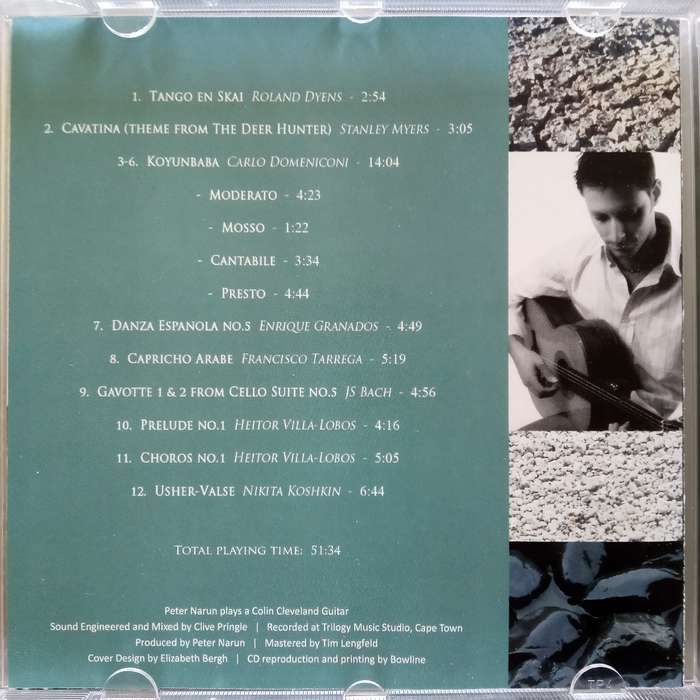 1. Tango en Skai Roland Dyens - 2:54
2. Cavatina (theme from The Deer Hunter) Stanley Myers - 3:05
3-6. Koyunbaba Carlo Domeniconi - 14:04
- Moderato - 4:23
- Mosso - 1:22
- Cantabile - 3:34
- Presto - 4:44
7. Danza Espanola no.5 Enrique Granados - 4:49
8. Capricho Arabe Francisco Tarrega - 5:19
9. Gavotte 1 & 2 from Cello Suite no.5 JS Bach - 4:56
10. Prelude no.1 Heitor Villa-Lobos - 4:16
11. Choros no.1 Heitor Villa-Lobos - 5:05
12. Usher-Valse Nikita Koshkin - 6:44
Total playing time: 51:34
Peter Narun plays a Colin Cleveland Guitar
Sound Engineered and Mixed by Clive Pringle | Recorded at Trilogy Music Studio, Cape Town
Produced by Peter Narun | Mastered by Tim Lengfeld
Cover Design by Elizabeth Bergh | CD reproduction and printing by Bowline